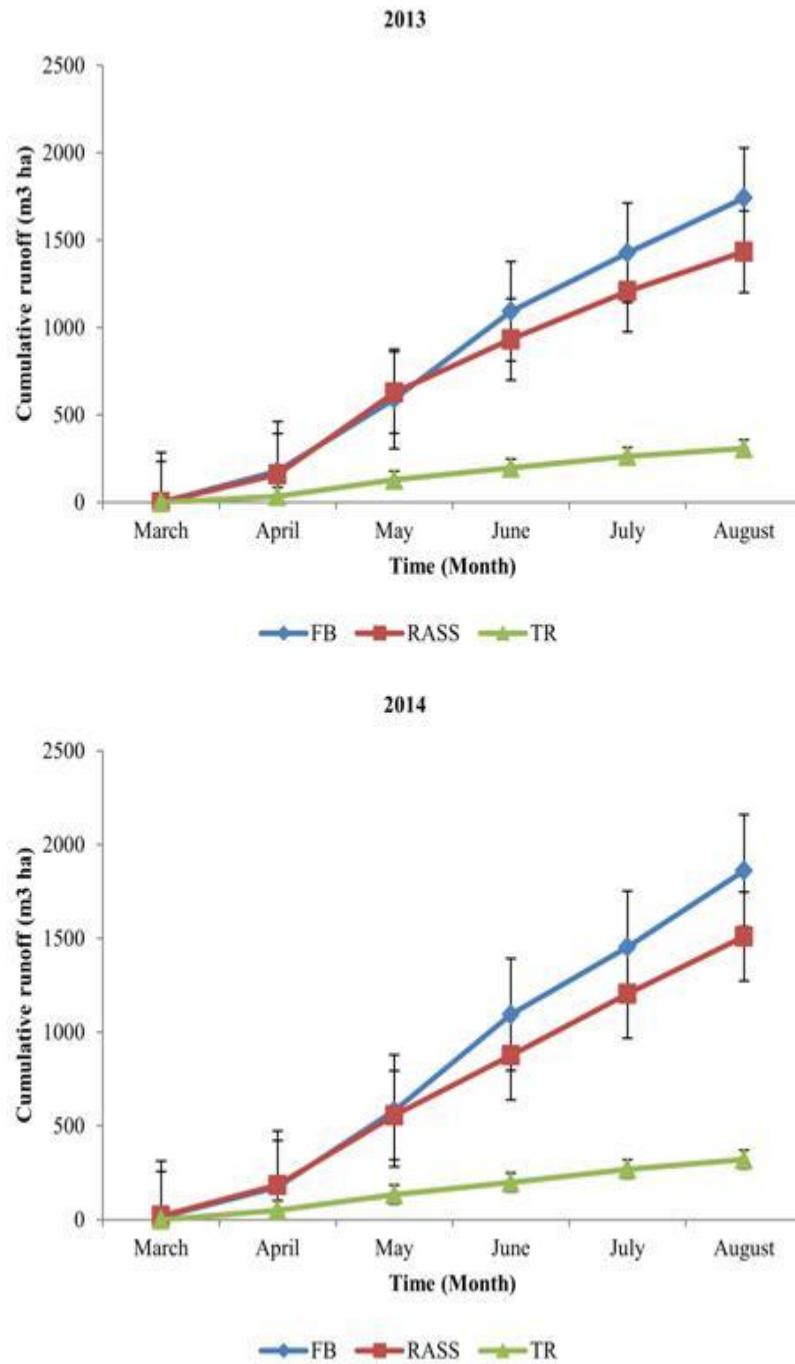 2013
2500
2000
1500
1000
500
0
Cumulative runoff (m3 ha)
March April May June July August
Time (Month)
FB RASS TR
2014
2500
2000
1500
1000
500
0
Cumulative runoff (m3 ha)
March April May June July August
Time (Month)
FB RASS TR